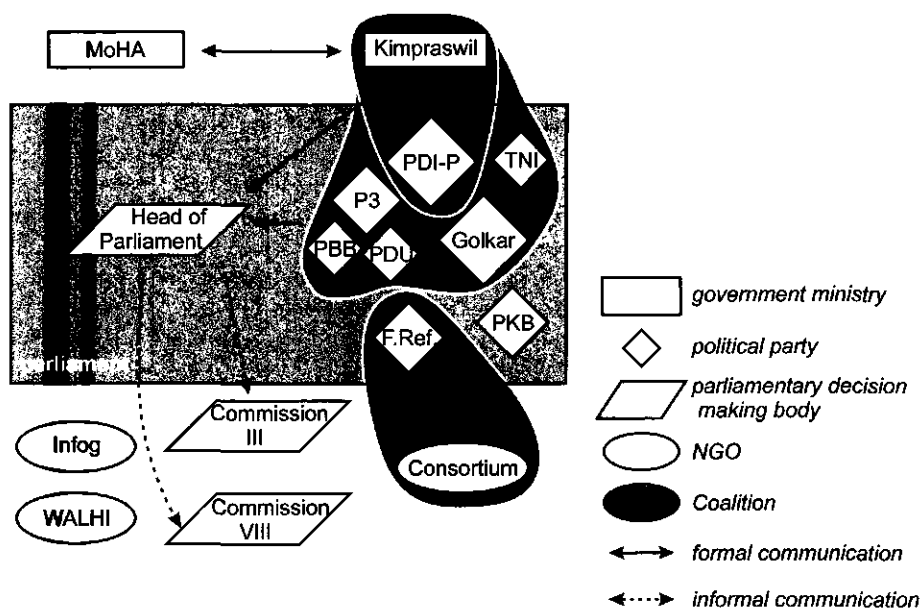 MoHA
Kimpraswil
PDI-P
TNI
P3
Head of
Parliament
PBB
PDU
Golkar
F.Ref.
PKB
Commission
III
Infog
Consortium
WALHI
Commission
VIII
government ministry
political party
parliamentary decision
making body
NGO
Coalition
formal communication
informal communication